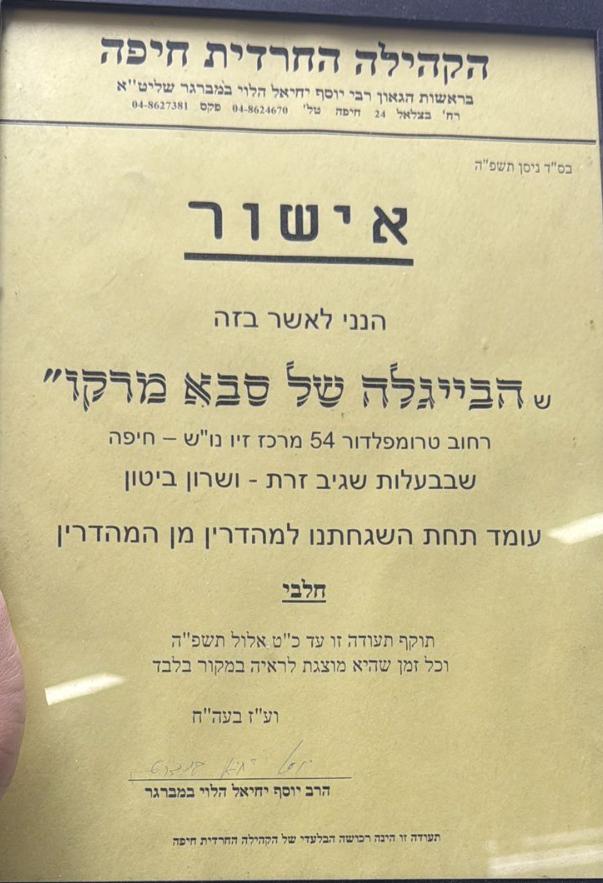 הקהילה החרדית חיפה
בראשות הגאון רבי יוסף יחיאל הלוי במברגר שליט"א
רח' בצלאל 24 חיפה טל' 04-8624670 פקס 04-8627381
בס"ד ניסן תשפ"ה
אישור
הנני לאשר בזה
ש הבייגלה של סבא מרקו"
רחוב טרומפלדור 54 מרכז זיו נו"ש – חיפה
שבבעלות שגיב זרת - ושרון ביטון
עומד תחת השגחתנו למהדרין מן המהדרין
חלבי
תוקף תעודה זו עד כ"ט אלול תשפ"ה
וכל זמן שהיא מוצגת לראיה במקור בלבד
וע"ז בעה"ח
הרב יוסף יחיאל הלוי במברגר
תעודה זו הינה רכושה הבלעדי של הקהילה החרדית חיפה